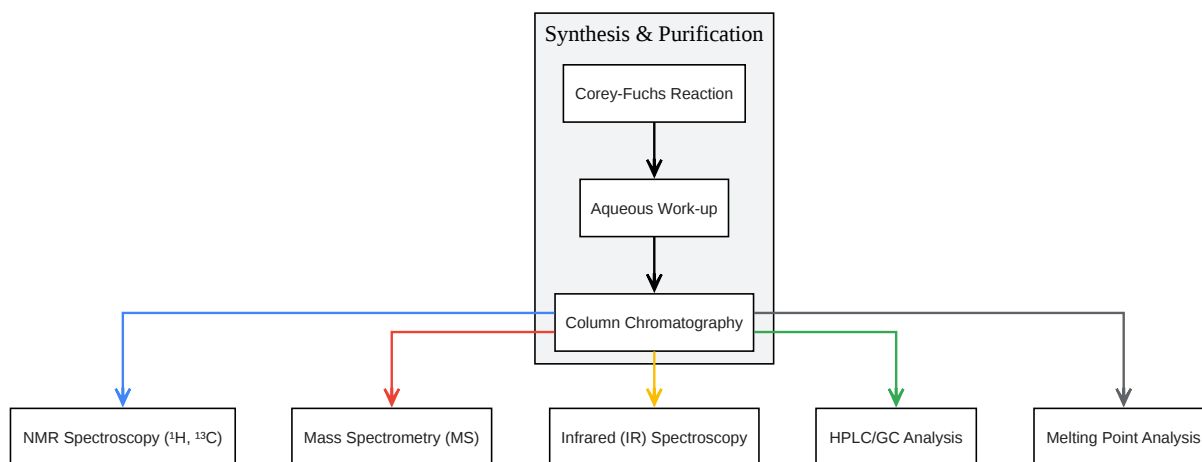 Synthesis & Purification
Corey-Fuchs Reaction
Aqueous Work-up
Column Chromatography
NMR Spectroscopy (¹H, ¹³C)
Mass Spectrometry (MS)
Infrared (IR) Spectroscopy
HPLC/GC Analysis
Melting Point Analysis